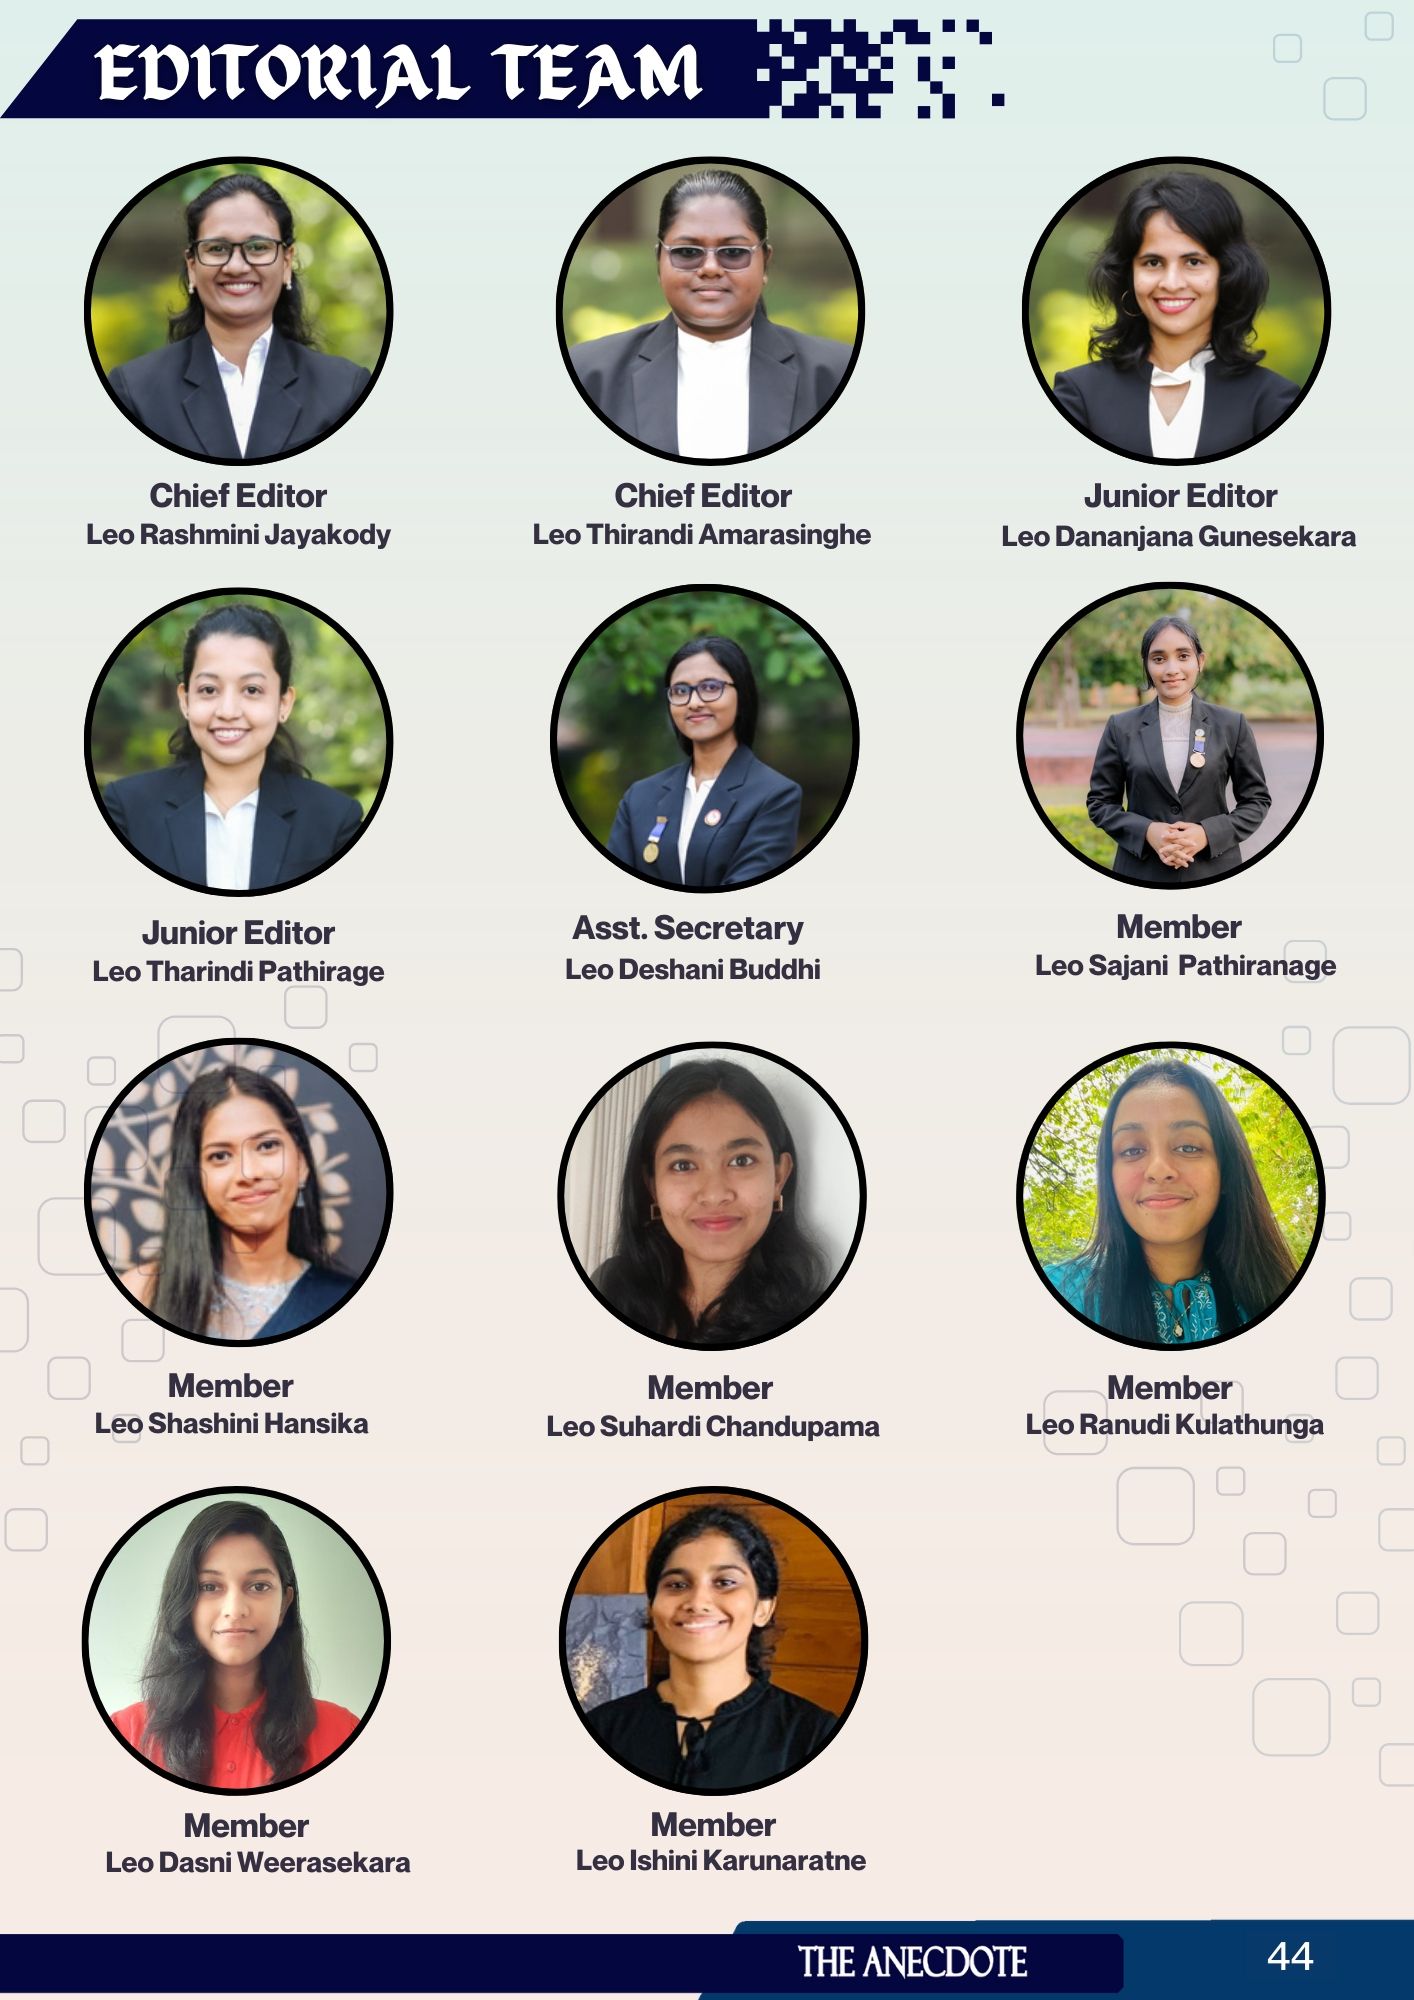 EDITORIAL TEAM
Chief Editor
Leo Rashmini Jayakody
Chief Editor
Leo Thirandi Amarasinghe
Junior Editor
Leo Dananjana Gunesekara
Junior Editor
Leo Tharindi Pathirage
Asst. Secretary
Leo Deshani Buddhi
Member
Leo Sajani Pathiranage
Member
Leo Shashini Hansika
Member
Leo Suhardi Chandupama
Member
Leo Ranudi Kulathunga
Member
Leo Dasni Weerasekara
Member
Leo Ishini Karunaratne
THE ANECDOTE
44